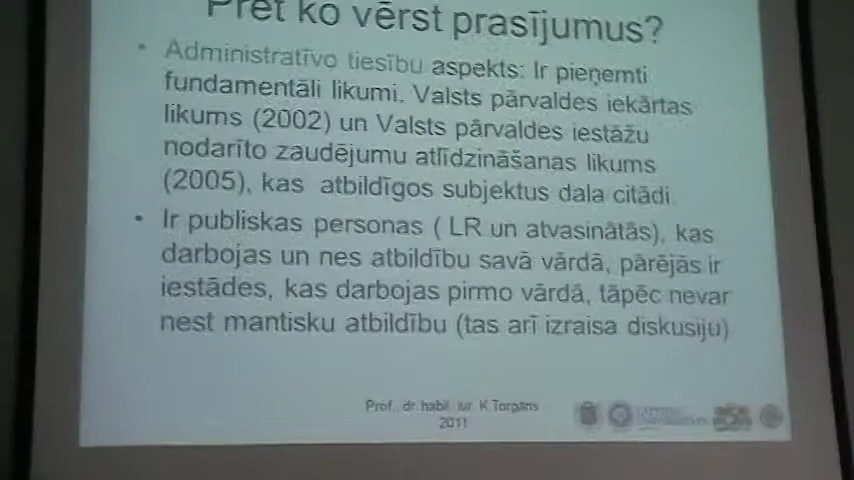 Pret ko vērst prasījumus?
• Administratīvo tiesību aspekts: Ir pieņemti
fundamentāli likumi. Valsts pārvaldes iekārtas
likums (2002) un Valsts pārvaldes iestāžu
nodarīto zaudējumu atlīdzināšanas likums
(2005), kas atbildīgos subjektus dala citādi.
• Ir publiskas personas ( LR un atvasinātās), kas
darbojas un nes atbildību savā vārdā, pārējās ir
iestādes, kas darbojas pirmo vārdā, tāpēc nevar
nest mantisku atbildību (tas arī izraisa diskusiju)
Prof. dr.habil. iur. K.Torgāns
2011